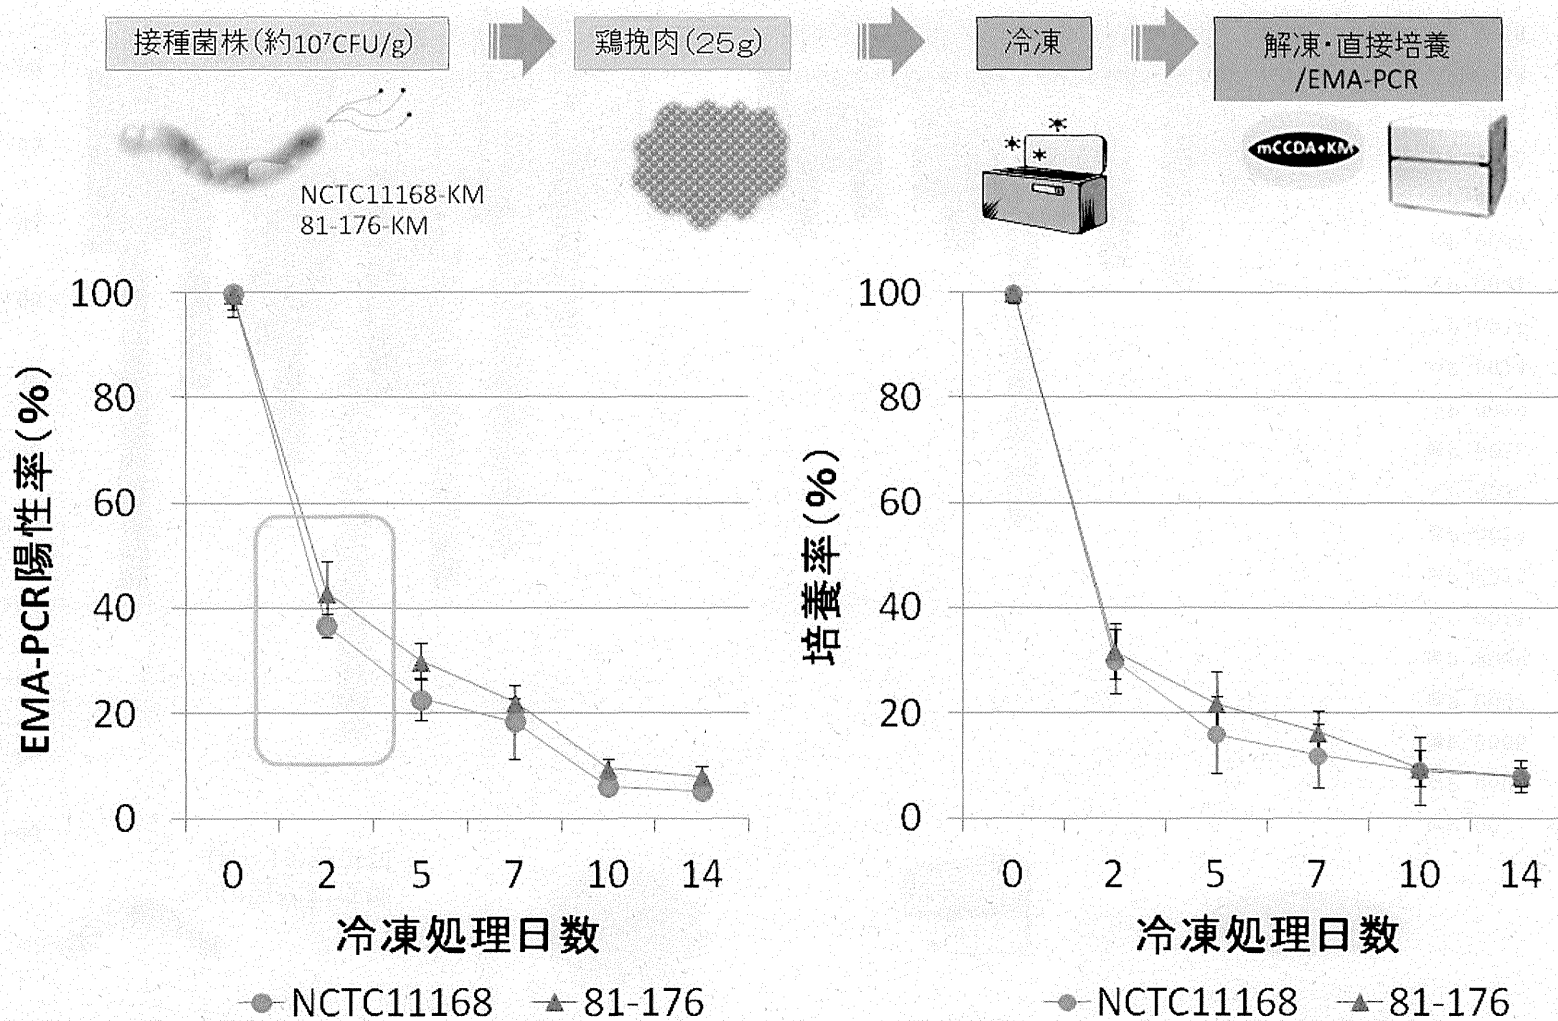 接種菌株(約10⁷CFU/g)
鶏挽肉(25g)
冷凍
解凍・直接培養
/EMA-PCR
NCTC11168-KM
81-176-KM
mCCDA+KM
EMA-PCR陽性率(%)
100
80
60
40
20
0
0 2 5 7 10 14
冷凍処理日数
NCTC11168 81-176
培養率(%)
100
80
60
40
20
0
0 2 5 7 10 14
冷凍処理日数
NCTC11168 81-176